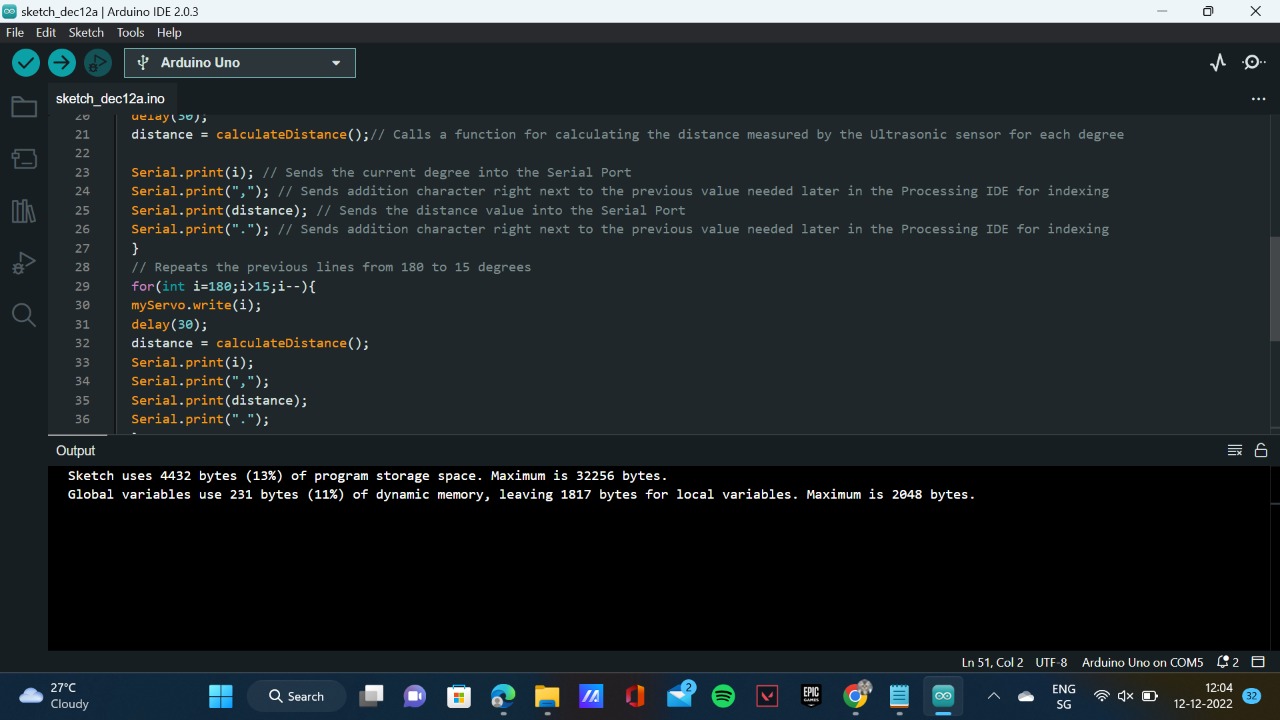 sketch_dec12a | Arduino IDE 2.0.3
File Edit Sketch Tools Help
Arduino Uno
sketch_dec12a.ino
20 delay(30);
21 distance = calculateDistance();// Calls a function for calculating the distance measured by the Ultrasonic sensor for each degree
22
23 Serial.print(i); // Sends the current degree into the Serial Port
24 Serial.print(","); // Sends addition character right next to the previous value needed later in the Processing IDE for indexing
25 Serial.print(distance); // Sends the distance value into the Serial Port
26 Serial.print("."); // Sends addition character right next to the previous value needed later in the Processing IDE for indexing
27 }
28 // Repeats the previous lines from 180 to 15 degrees
29 for(int i=180;i>15;i--){
30 myServo.write(i);
31 delay(30);
32 distance = calculateDistance();
33 Serial.print(i);
34 Serial.print(",");
35 Serial.print(distance);
36 Serial.print(".");
Output
Sketch uses 4432 bytes (13%) of program storage space. Maximum is 32256 bytes.
Global variables use 231 bytes (11%) of dynamic memory, leaving 1817 bytes for local variables. Maximum is 2048 bytes.
Ln 51, Col 2 UTF-8 Arduino Uno on COM5 2
27°C
Cloudy
Search
2
EPIC
GAMES
ENG
SG
12:04
12-12-2022
32